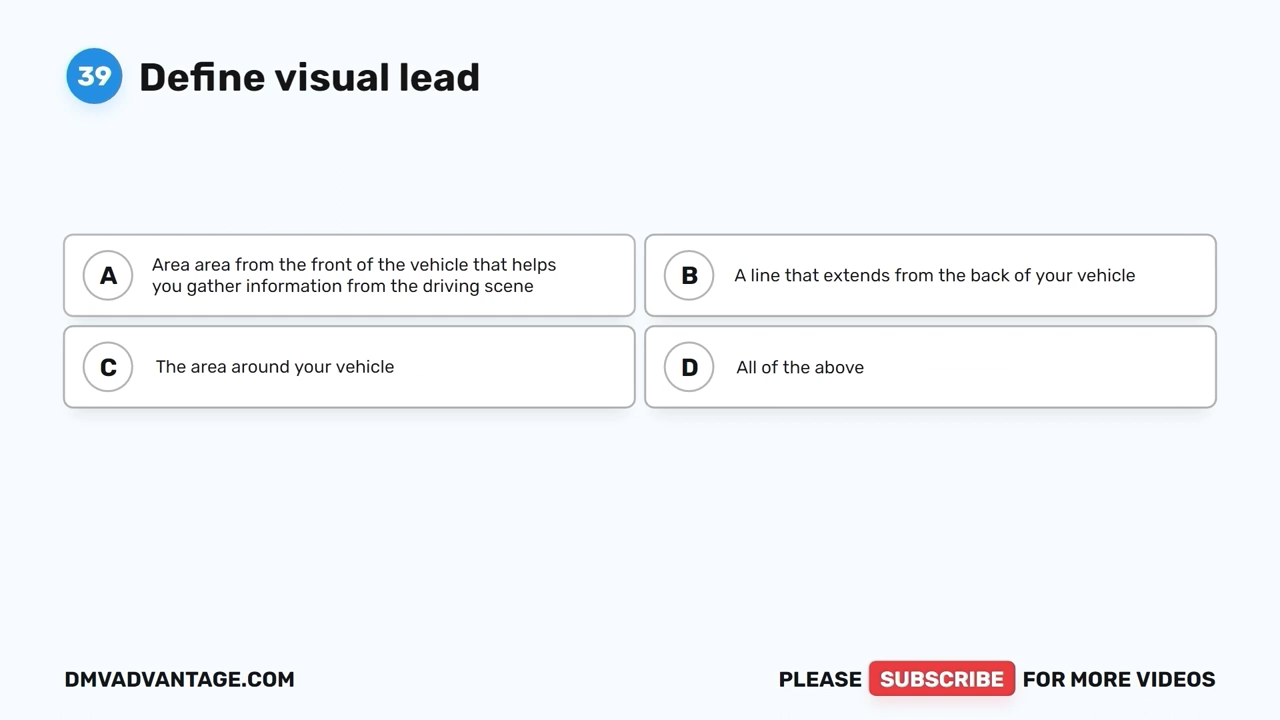 39 Define visual lead
A Area area from the front of the vehicle that helps
you gather information from the driving scene
B A line that extends from the back of your vehicle
C The area around your vehicle
D All of the above
DMVADVANTAGE.COM
PLEASE SUBSCRIBE FOR MORE VIDEOS